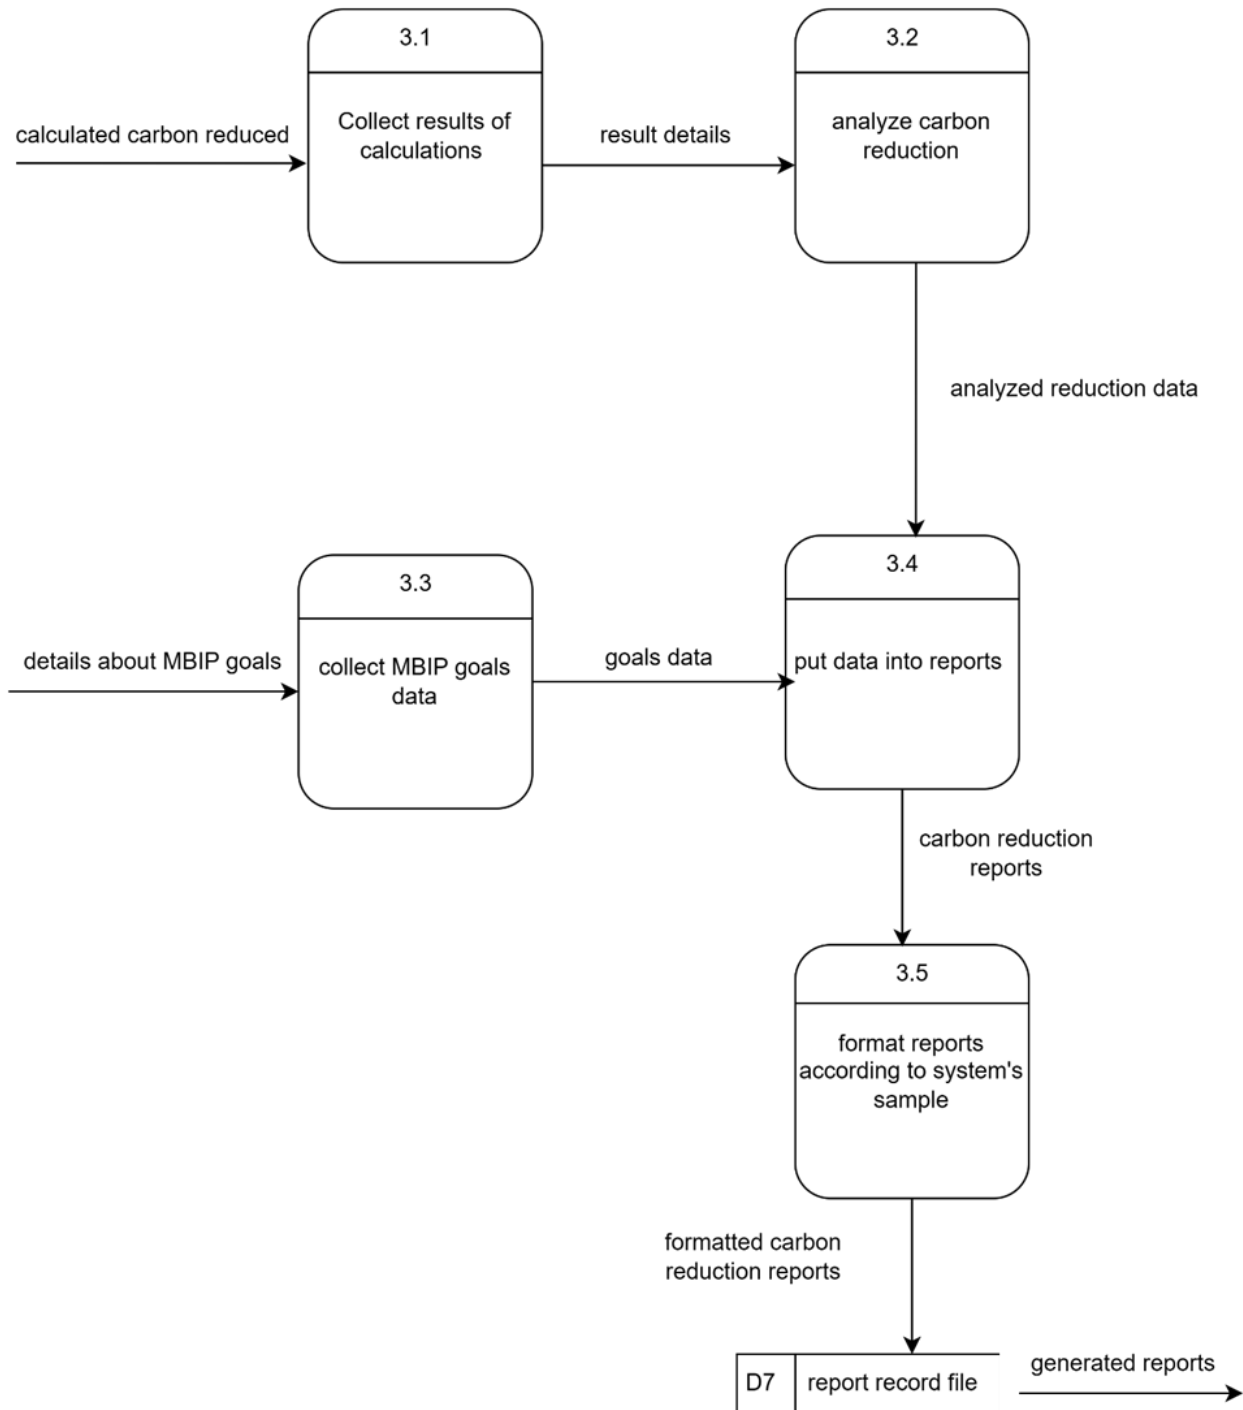 3.1
3.2
calculated carbon reduced
Collect results of
calculations
result details
analyze carbon
reduction
analyzed reduction data
3.3
3.4
details about MBIP goals
collect MBIP goals
data
goals data
put data into reports
carbon reduction
reports
3.5
format reports
according to system's
sample
formatted carbon
reduction reports
D7
report record file
generated reports